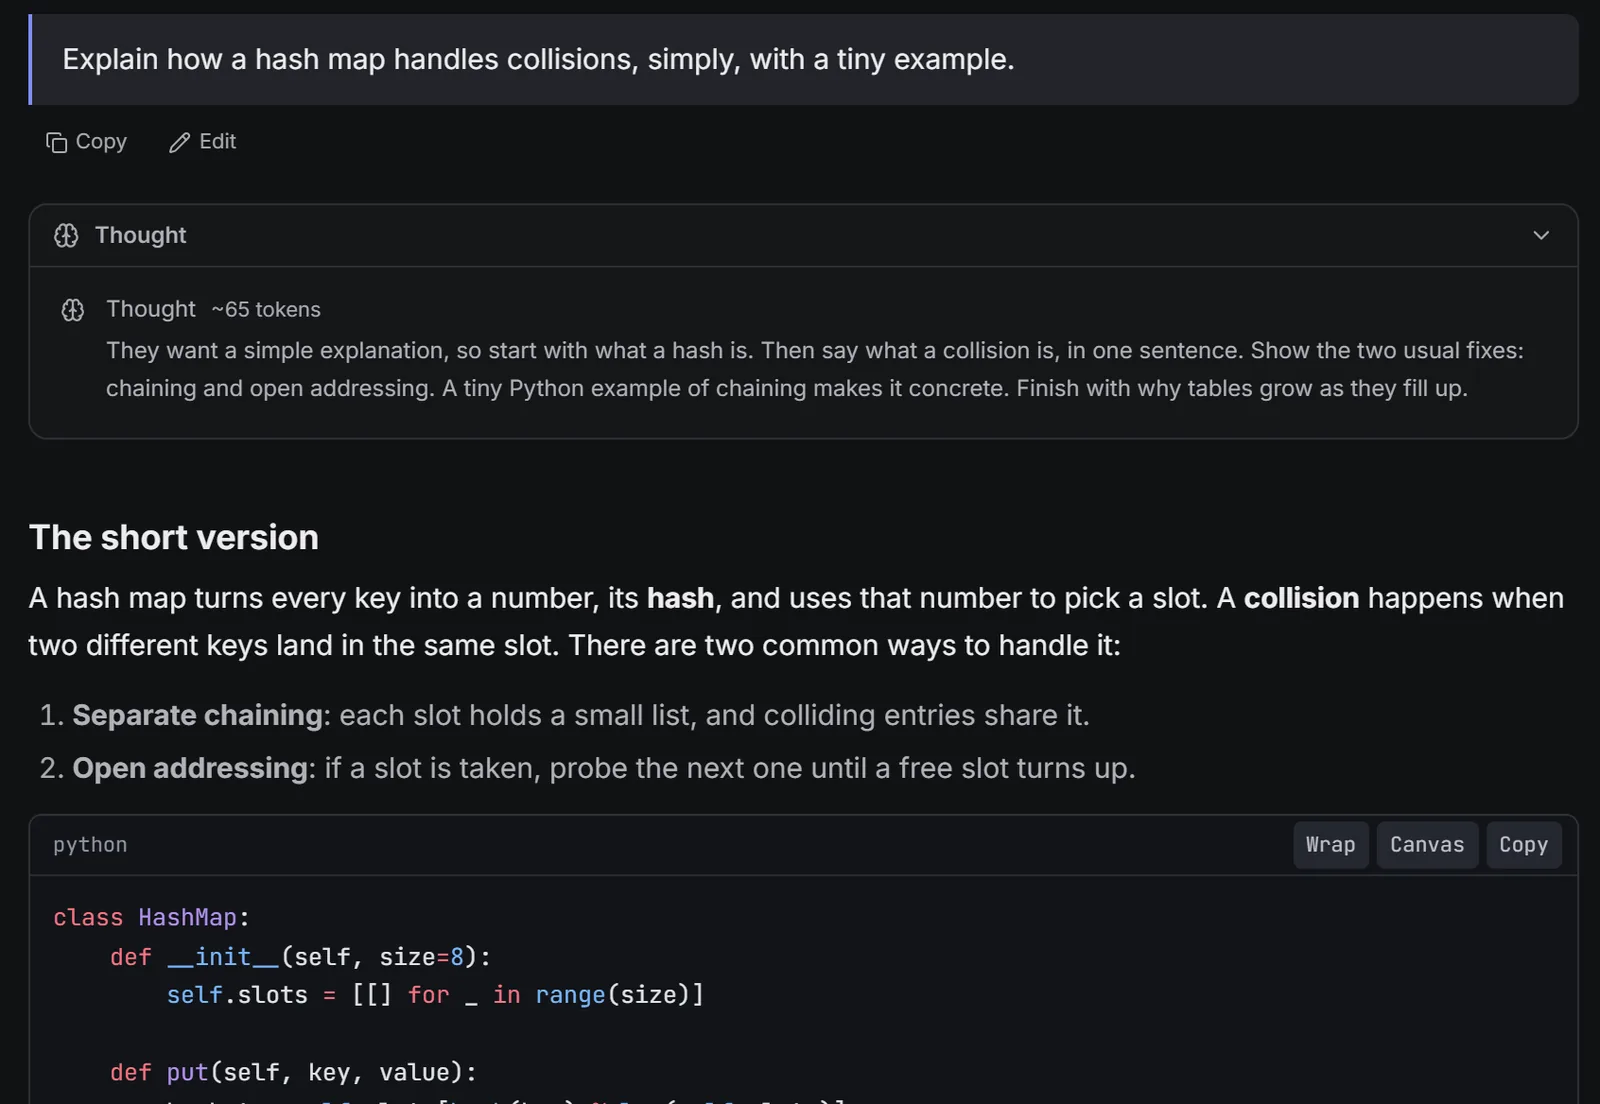 Explain how a hash map handles collisions, simply, with a tiny example.
Copy Edit
Thought
Thought ~65 tokens
They want a simple explanation, so start with what a hash is. Then say what a collision is, in one sentence. Show the two usual fixes:
chaining and open addressing. A tiny Python example of chaining makes it concrete. Finish with why tables grow as they fill up.
The short version
A hash map turns every key into a number, its hash, and uses that number to pick a slot. A collision happens when
two different keys land in the same slot. There are two common ways to handle it:
1. Separate chaining: each slot holds a small list, and colliding entries share it.
2. Open addressing: if a slot is taken, probe the next one until a free slot turns up.
python Wrap Canvas Copy
class HashMap:
    def __init__(self, size=8):
        self.slots = [[] for _ in range(size)]
    def put(self, key, value):